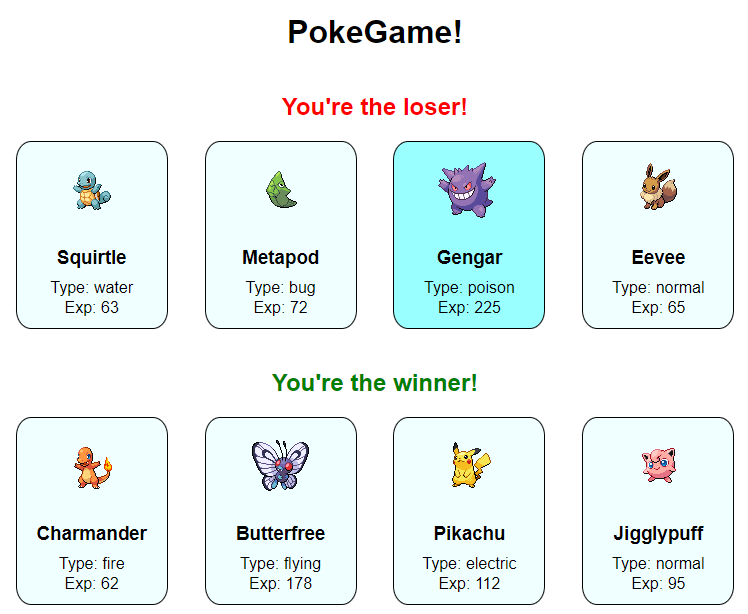 PokeGame!
You're the loser!
Squirtle
Type: water
Exp: 63
Metapod
Type: bug
Exp: 72
Gengar
Type: poison
Exp: 225
Eevee
Type: normal
Exp: 65
You're the winner!
Charmander
Type: fire
Exp: 62
Butterfree
Type: flying
Exp: 178
Pikachu
Type: electric
Exp: 112
Jigglypuff
Type: normal
Exp: 95